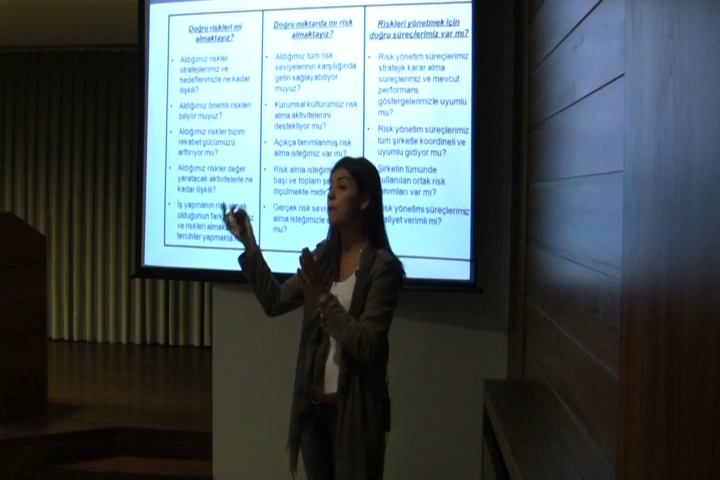 Doğru riskleri mi
almaktayız?
Aldığımız riskler
stratejilerimiz ve
hedeflerimizle ne kadar
ilişkili?
Aldığımız önemli riskleri
biliyor muyuz?
Aldığımız riskler bizim
rekabet gücümüzü
arttırıyor mu?
Aldığımız riskler değer
yaratacak aktivitelerle ne
kadar ilişkili?
İş yapmanın risk
olduğunun
ve riskleri
tercihler
Doğru miktarda mı risk
almaktayız?
Aldığımız tüm risk
seviyelerinin karşılığında
getiri sağlayabiliyor
muyuz?
Kurumsal kültürümüz risk
alma aktivitelerini
destekliyor mu?
Açıkça tanımlanmış risk
alma isteğimiz var mı?
Risk alma
başı ve toplam
ölçülmekte midir?
Gerçek risk
alma isteğimizle
mu?
Riskleri yönetmek için
doğru süreçlerimiz var mı?
Risk yönetim süreçlerimiz
stratejik karar alma
süreçlerimiz ve mevcut
performans
göstergelerimizle uyumlu
mu?
Risk yönetim süreçlerimiz
tüm şirketle koordineli ve
uyumlu gidiyor mu?
Şirketin tümünde
kullanılan ortak risk
tanımları var mı?
Risk yönetimi süreçlerimiz
maliyet verimli mi?